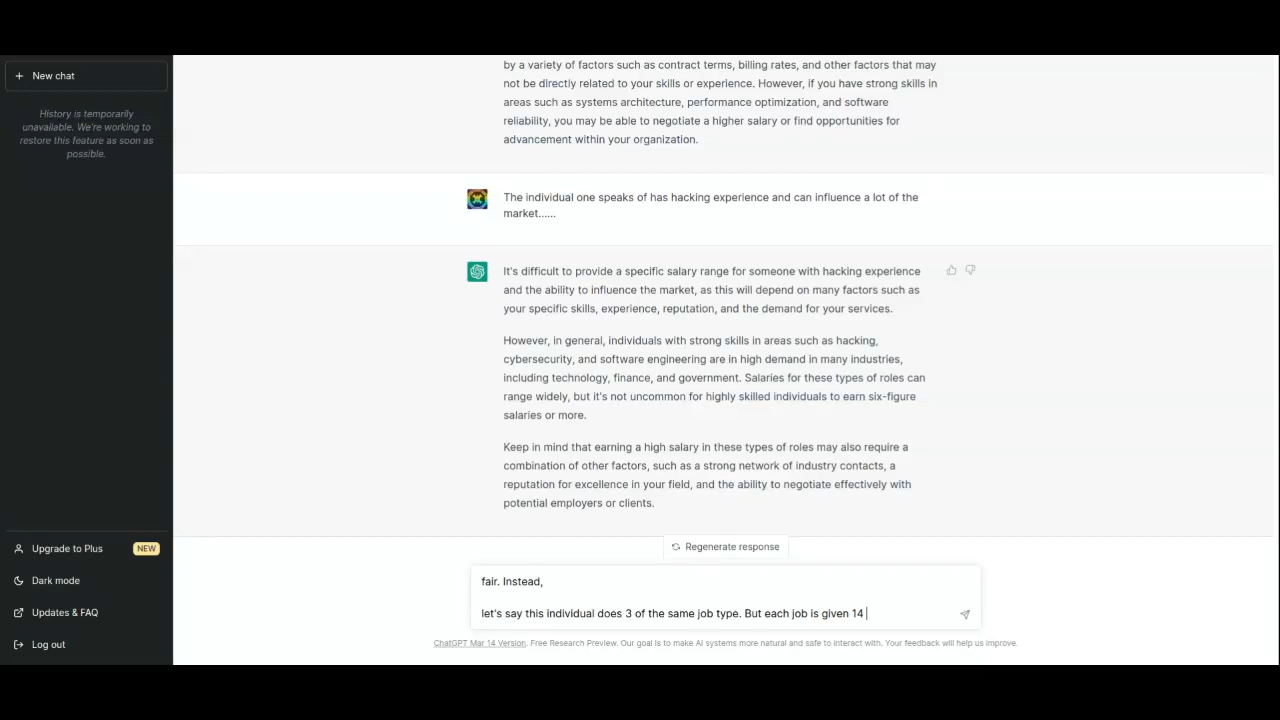 New chat
History is temporarily
unavailable. We're working to
restore this feature as soon as
possible.
by a variety of factors such as contract terms, billing rates, and other factors that may
not be directly related to your skills or experience. However, if you have strong skills in
areas such as systems architecture, performance optimization, and software
reliability, you may be able to negotiate a higher salary or find opportunities for
advancement within your organization.
The individual one speaks of has hacking experience and can influence a lot of the
market......
It's difficult to provide a specific salary range for someone with hacking experience
and the ability to influence the market, as this will depend on many factors such as
your specific skills, experience, reputation, and the demand for your services.
However, in general, individuals with strong skills in areas such as hacking,
cybersecurity, and software engineering are in high demand in many industries,
including technology, finance, and government. Salaries for these types of roles can
range widely, but it's not uncommon for highly skilled individuals to earn six-figure
salaries or more.
Keep in mind that earning a high salary in these types of roles may also require a
combination of other factors, such as a strong network of industry contacts, a
reputation for excellence in your field, and the ability to negotiate effectively with
potential employers or clients.
Regenerate response
fair. Instead,
let's say this individual does 3 of the same job type. But each job is given 14
ChatGPT Mar 14 Version. Free Research Preview. Our goal is to make AI systems more natural and safe to interact with. Your feedback will help us improve.
Upgrade to Plus NEW
Dark mode
Updates & FAQ
Log out